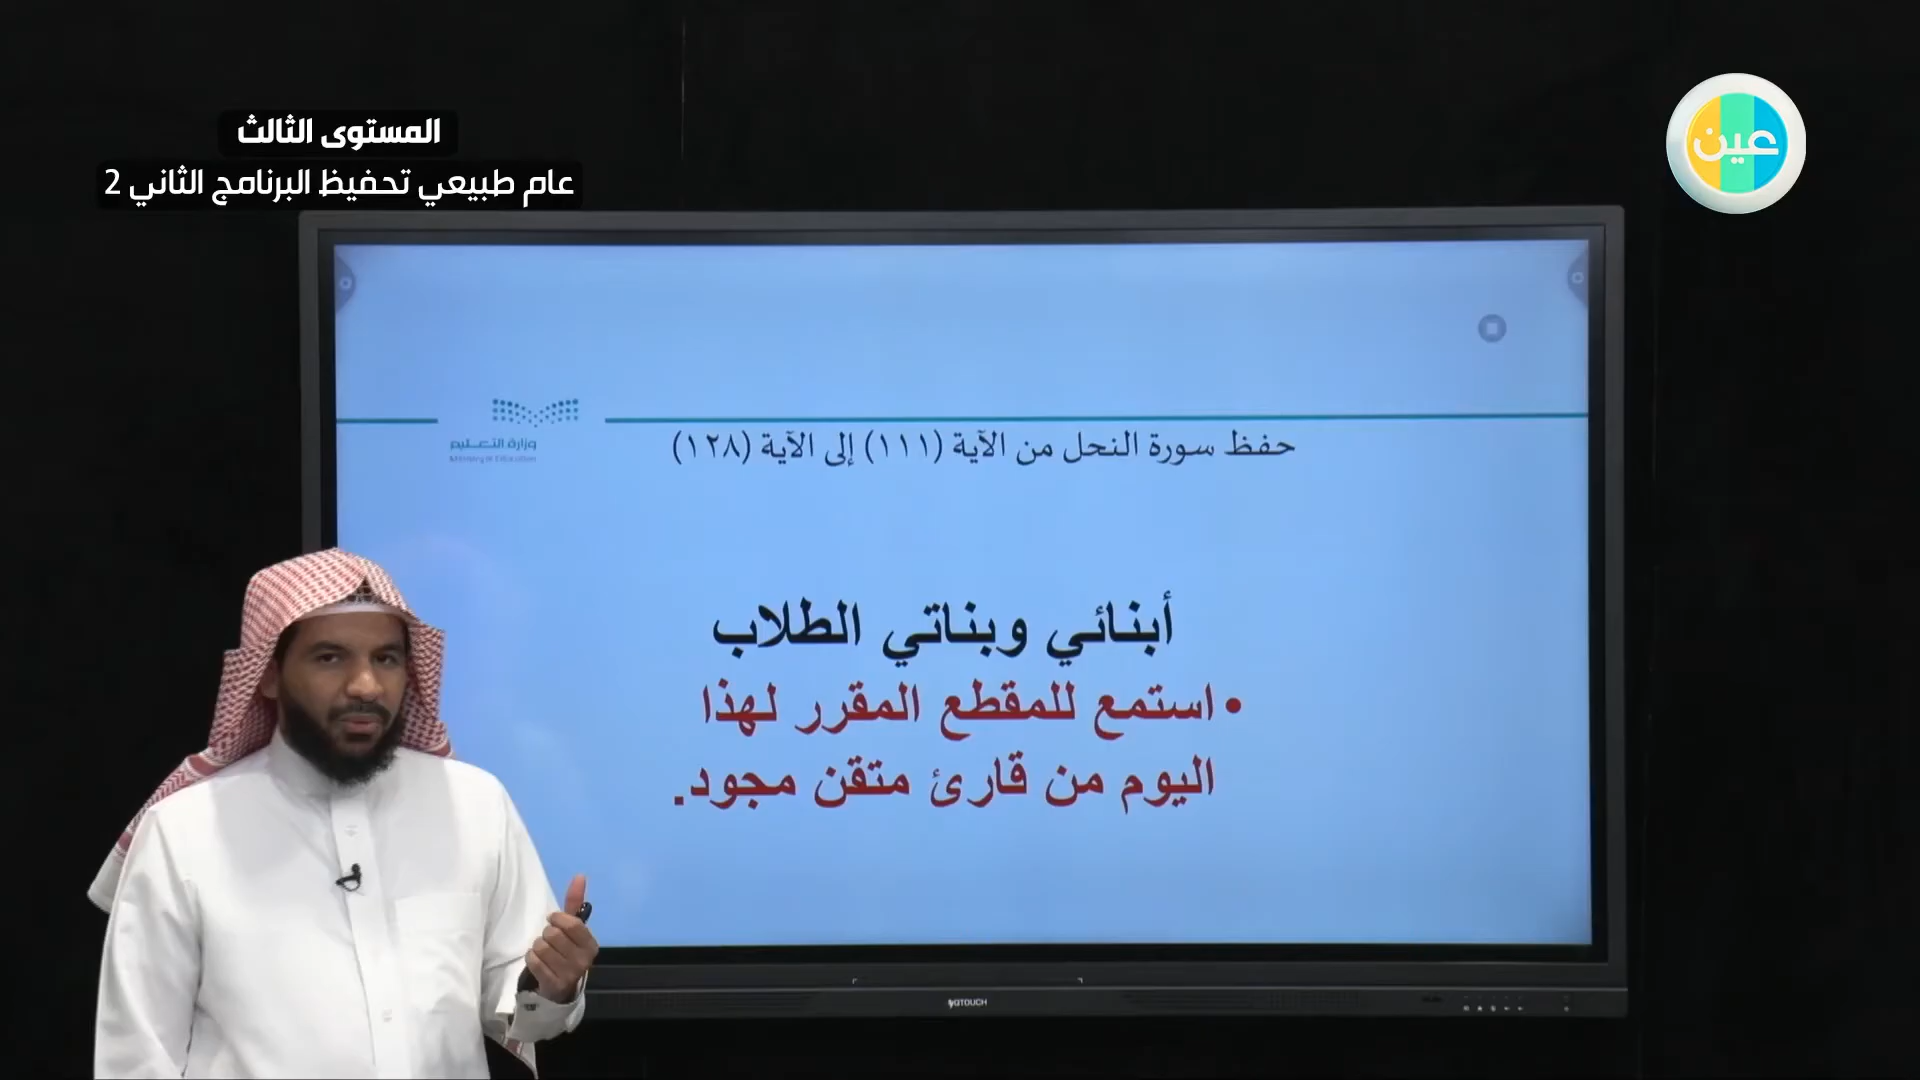 المستوى الثالث
عام طبيعي تحفيظ البرنامج الثاني 2
عين
وزارة التعليم
Ministry of Education
حفظ سورة النحل من الآية (١١١) إلى الآية (١٢٨)
أبنائي وبناتي الطلاب
• استمع للمقطع المقرر لهذا
اليوم من قارئ متقن مجود.